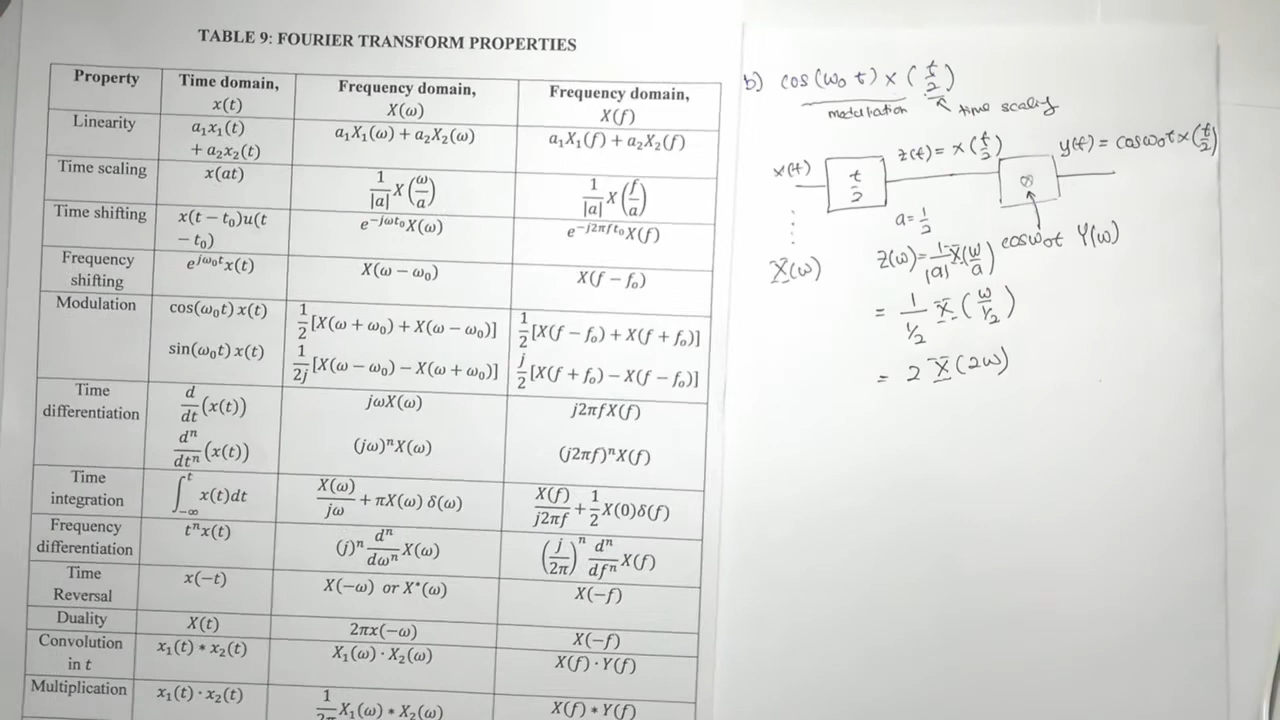 TABLE 9: FOURIER TRANSFORM PROPERTIES
Property Time domain, x(t) Frequency domain, X(ω) Frequency domain, X(f)
Linearity a₁x₁(t) + a₂x₂(t) a₁X₁(ω) + a₂X₂(ω) a₁X₁(f) + a₂X₂(f)
Time scaling x(at) 1/|a| X(ω/a) 1/|a| X(f/a)
Time shifting x(t − t₀)u(t − t₀) e^(−jωt₀)X(ω) e^(−j2πft₀)X(f)
Frequency shifting e^(jω₀t)x(t) X(ω − ω₀) X(f − fₒ)
Modulation cos(ω₀t) x(t) 1/2[X(ω + ω₀) + X(ω − ω₀)] 1/2[X(f − fₒ) + X(f + fₒ)]
sin(ω₀t) x(t) 1/2j[X(ω − ω₀) − X(ω + ω₀)] j/2[X(f + fₒ) − X(f − fₒ)]
Time differentiation d/dt(x(t)) jωX(ω) j2πfX(f)
dⁿ/dtⁿ(x(t)) (jω)ⁿX(ω) (j2πf)ⁿX(f)
Time integration ∫_−∞^t x(t)dt X(ω)/jω + πX(ω) δ(ω) X(f)/j2πf + 1/2 X(0)δ(f)
Frequency differentiation tⁿx(t) (j)ⁿ dⁿ/dωⁿ X(ω) (j/2π)ⁿ dⁿ/dfⁿ X(f)
Time Reversal x(−t) X(−ω) or X*(ω) X(−f)
Duality X(t) 2πx(−ω) X(−f)
Convolution in t x₁(t) ∗ x₂(t) X₁(ω) · X₂(ω) X(f) · Y(f)
Multiplication x₁(t) · x₂(t) 1/2π X₁(ω) ∗ X₂(ω) X(f) ∗ Y(f)
b) cos(ω₀t) x(t/2)
modulation time scaling
x(t) t/2 z(t) = x(t/2) ⊗ y(t) = cosω₀t x(t/2)
a = 1/2 cosω₀t
X(ω) Z(ω) = 1/|a| X(ω/a) Y(ω)
= 1/(1/2) X(ω/(1/2))
= 2 X(2ω)